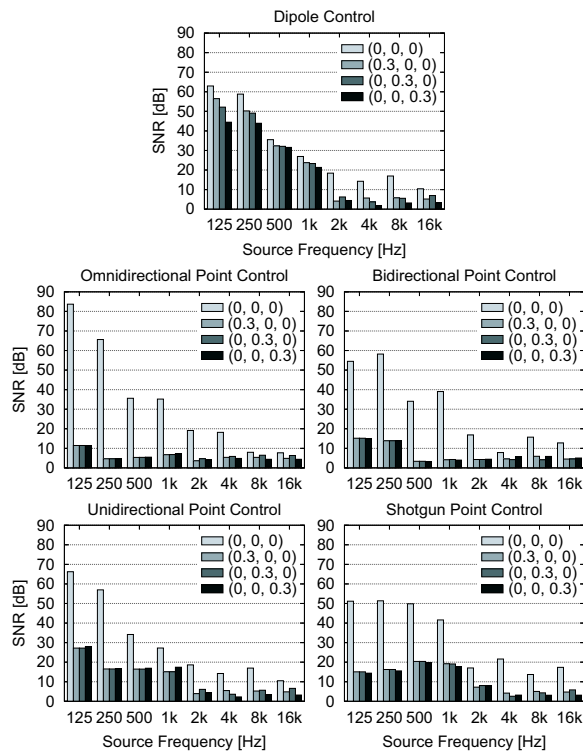 Dipole Control
SNR [dB]
90
80
70
60
50
40
30
20
10
0
(0, 0, 0)
(0.3, 0, 0)
(0, 0.3, 0)
(0, 0, 0.3)
125 250 500 1k 2k 4k 8k 16k
Source Frequency [Hz]
Omnidirectional Point Control
SNR [dB]
90
80
70
60
50
40
30
20
10
0
(0, 0, 0)
(0.3, 0, 0)
(0, 0.3, 0)
(0, 0, 0.3)
125 250 500 1k 2k 4k 8k 16k
Bidirectional Point Control
90
80
70
60
50
40
30
20
10
0
(0, 0, 0)
(0.3, 0, 0)
(0, 0.3, 0)
(0, 0, 0.3)
125 250 500 1k 2k 4k 8k 16k
Unidirectional Point Control
SNR [dB]
90
80
70
60
50
40
30
20
10
0
(0, 0, 0)
(0.3, 0, 0)
(0, 0.3, 0)
(0, 0, 0.3)
125 250 500 1k 2k 4k 8k 16k
Source Frequency [Hz]
Shotgun Point Control
90
80
70
60
50
40
30
20
10
0
(0, 0, 0)
(0.3, 0, 0)
(0, 0.3, 0)
(0, 0, 0.3)
125 250 500 1k 2k 4k 8k 16k
Source Frequency [Hz]